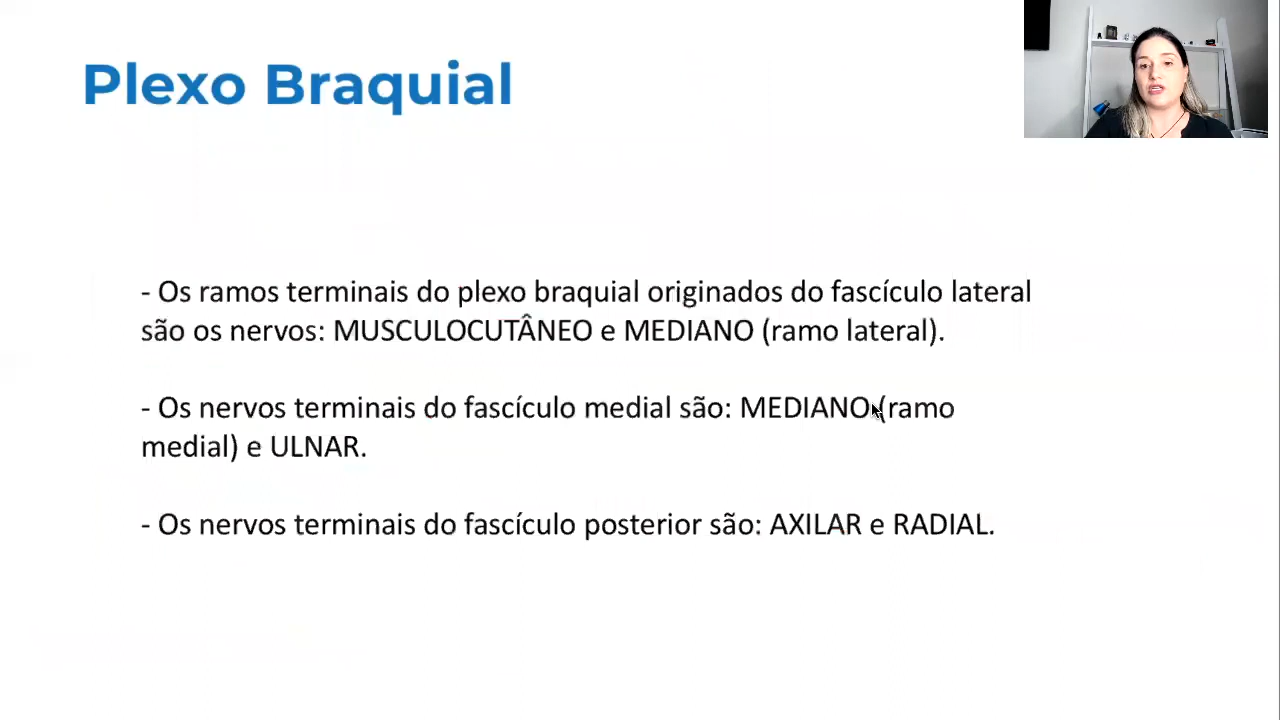 Plexo Braquial
- Os ramos terminais do plexo braquial originados do fascículo lateral
são os nervos: MUSCULOCUTÂNEO e MEDIANO (ramo lateral).
- Os nervos terminais do fascículo medial são: MEDIANO (ramo
medial) e ULNAR.
- Os nervos terminais do fascículo posterior são: AXILAR e RADIAL.